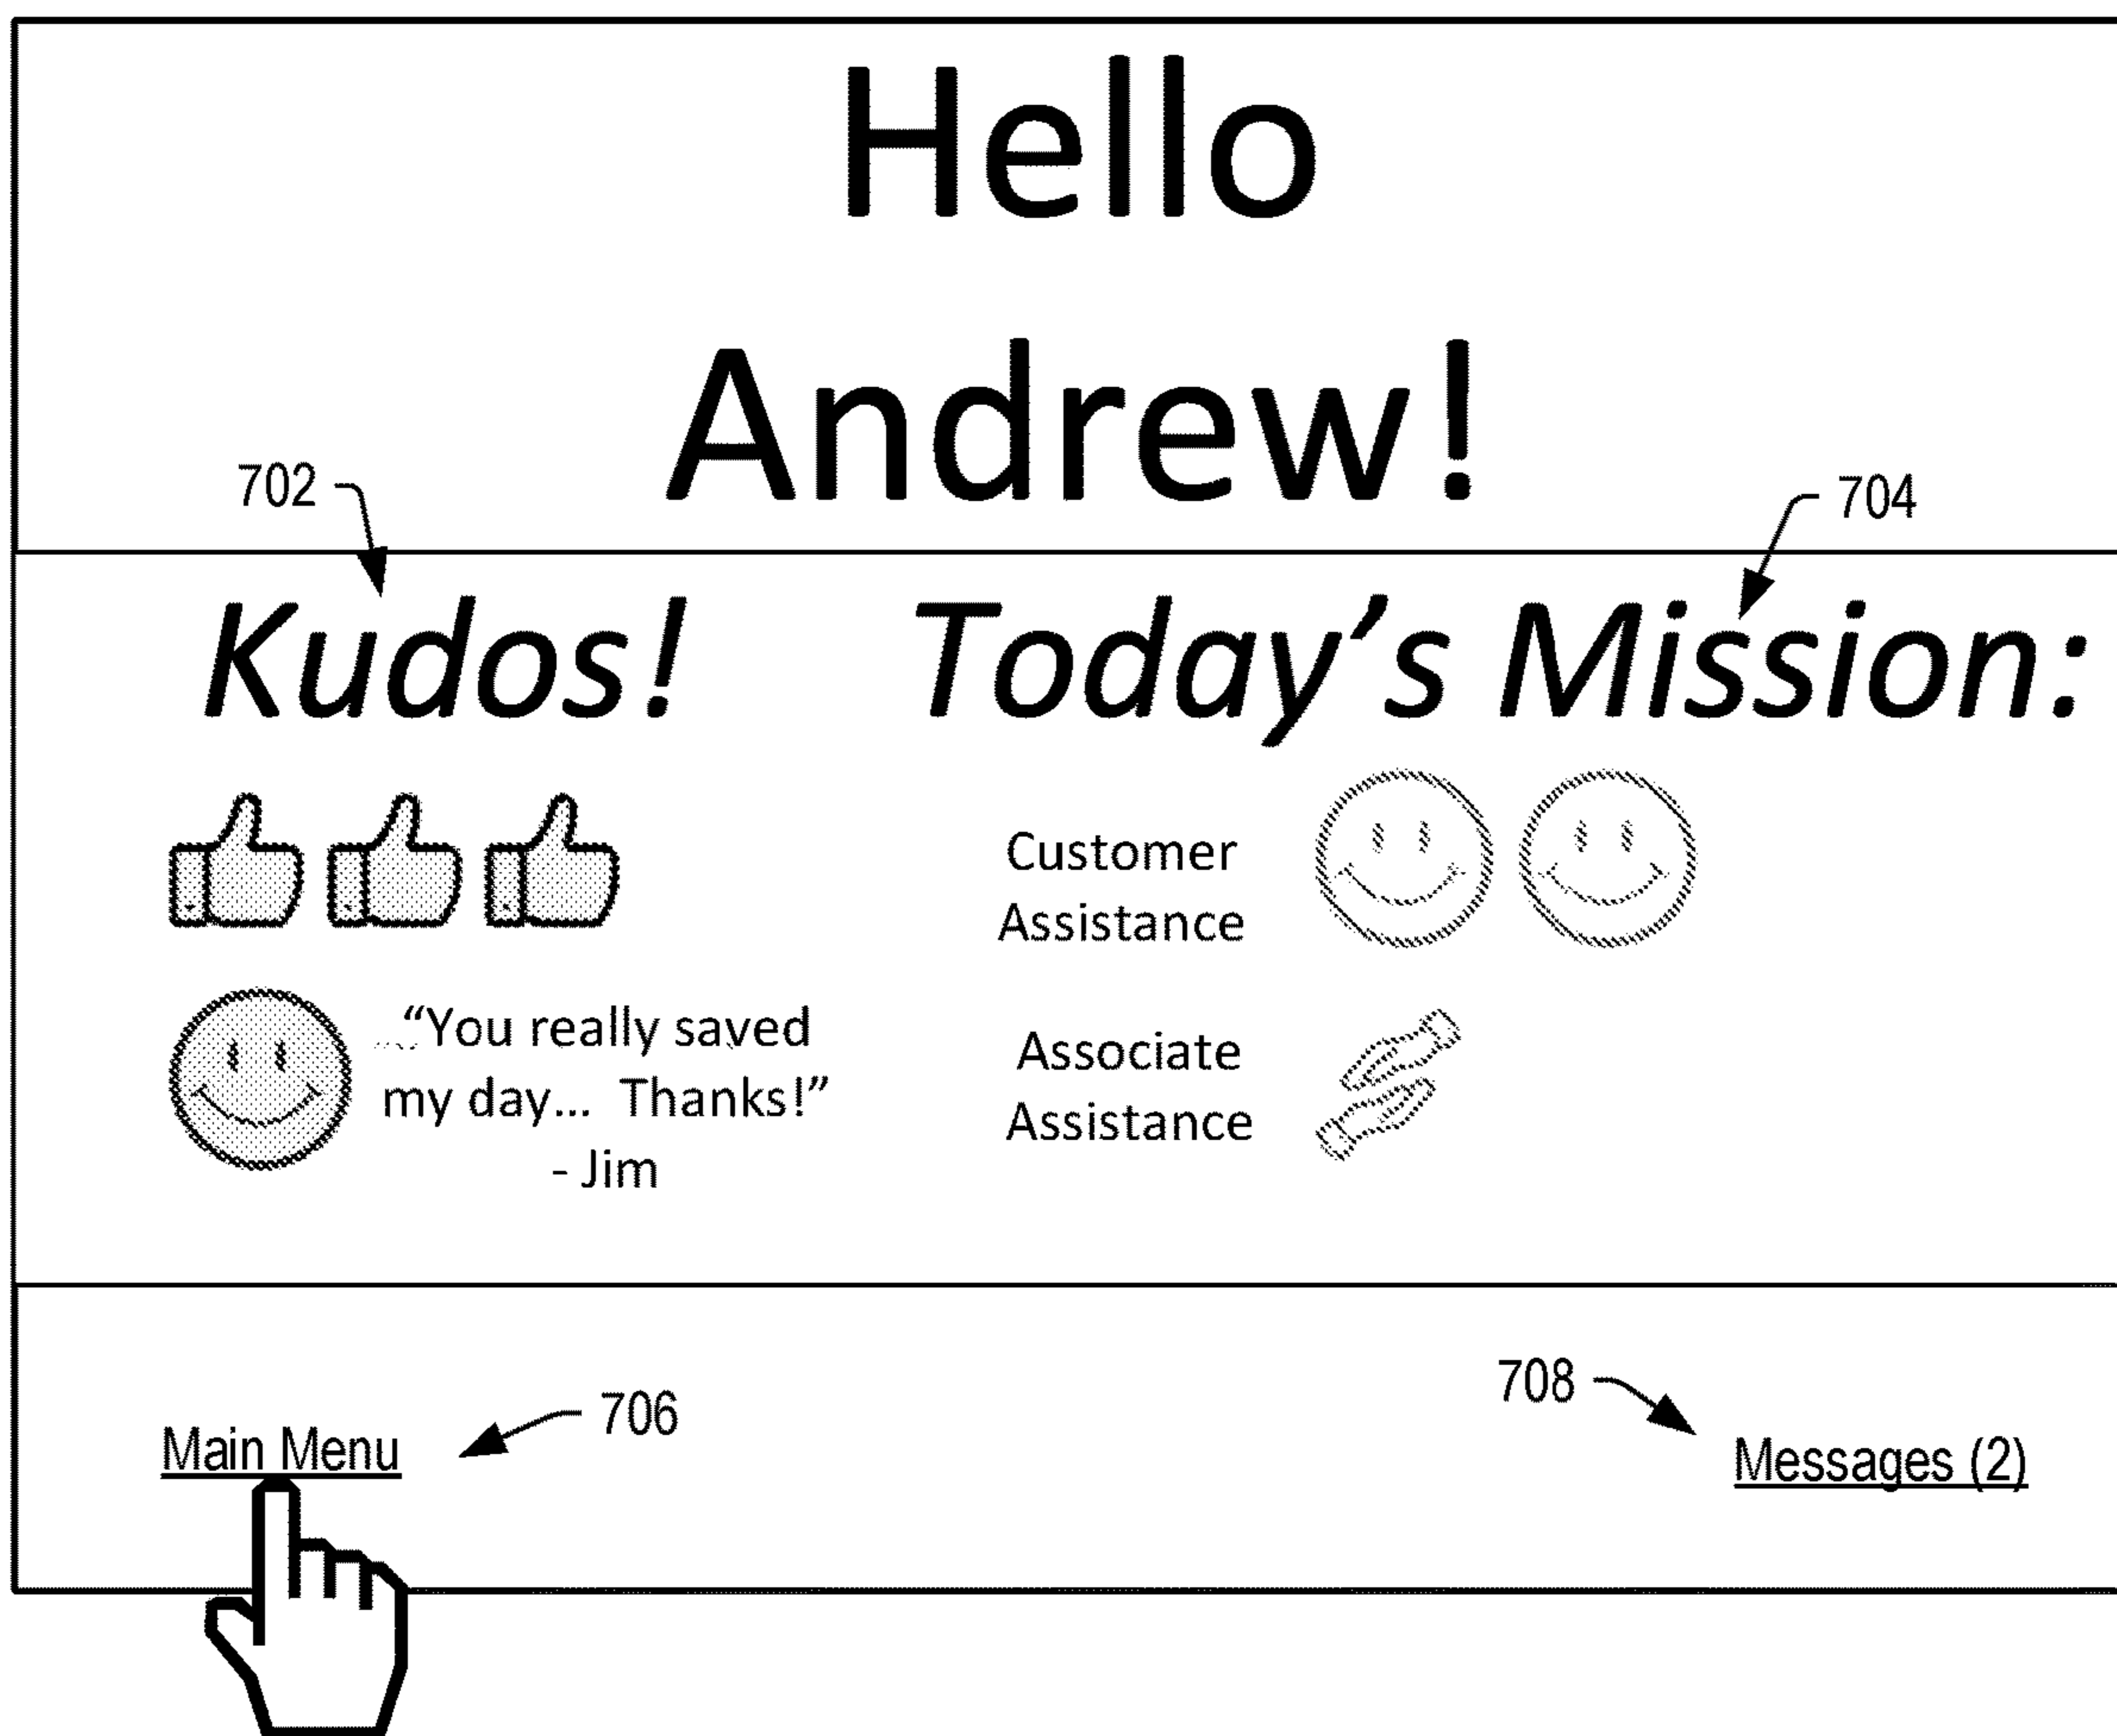 Hello
Andrew!
702
704
Kudos!
Today’s Mission:
Customer
Assistance
“You really saved
my day... Thanks!”
- Jim
Associate
Assistance
706
708
Main Menu
Messages (2)